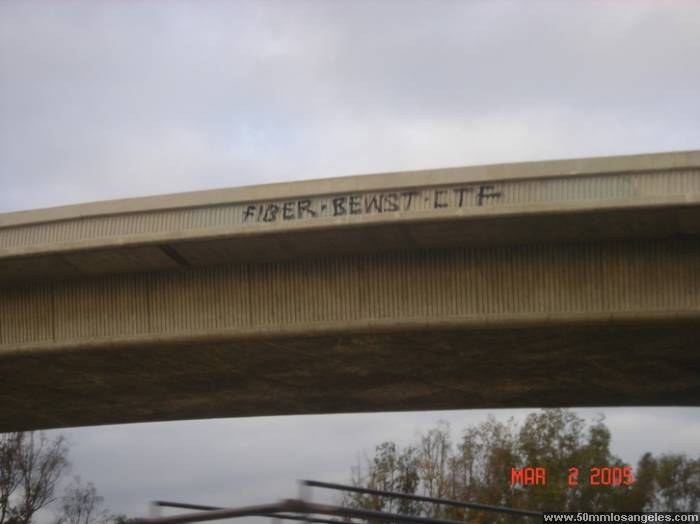 FIBER · BEWST · CTF
MAR 2 2005
www.50mmlosangeles.com